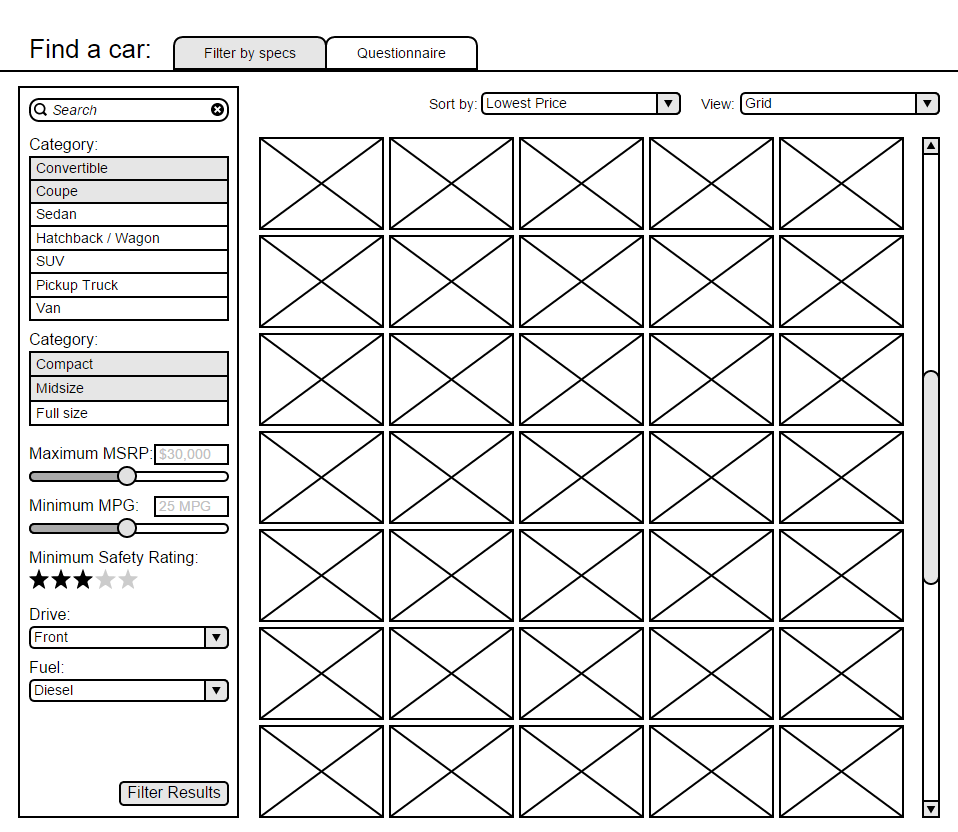 Find a car:
Filter by specs
Questionnaire
Search
Sort by: Lowest Price
View: Grid
Category:
Convertible
Coupe
Sedan
Hatchback / Wagon
SUV
Pickup Truck
Van
Category:
Compact
Midsize
Full size
Maximum MSRP: $30,000
Minimum MPG: 25 MPG
Minimum Safety Rating:
Drive:
Front
Fuel:
Diesel
Filter Results